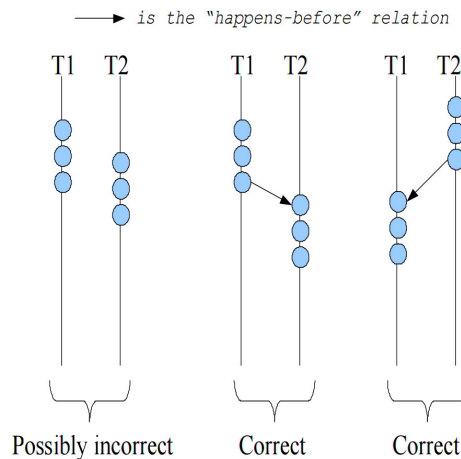 is the “happens-before” relation
T1 T2 T1 T2 T1 T2
Possibly incorrect Correct Correct